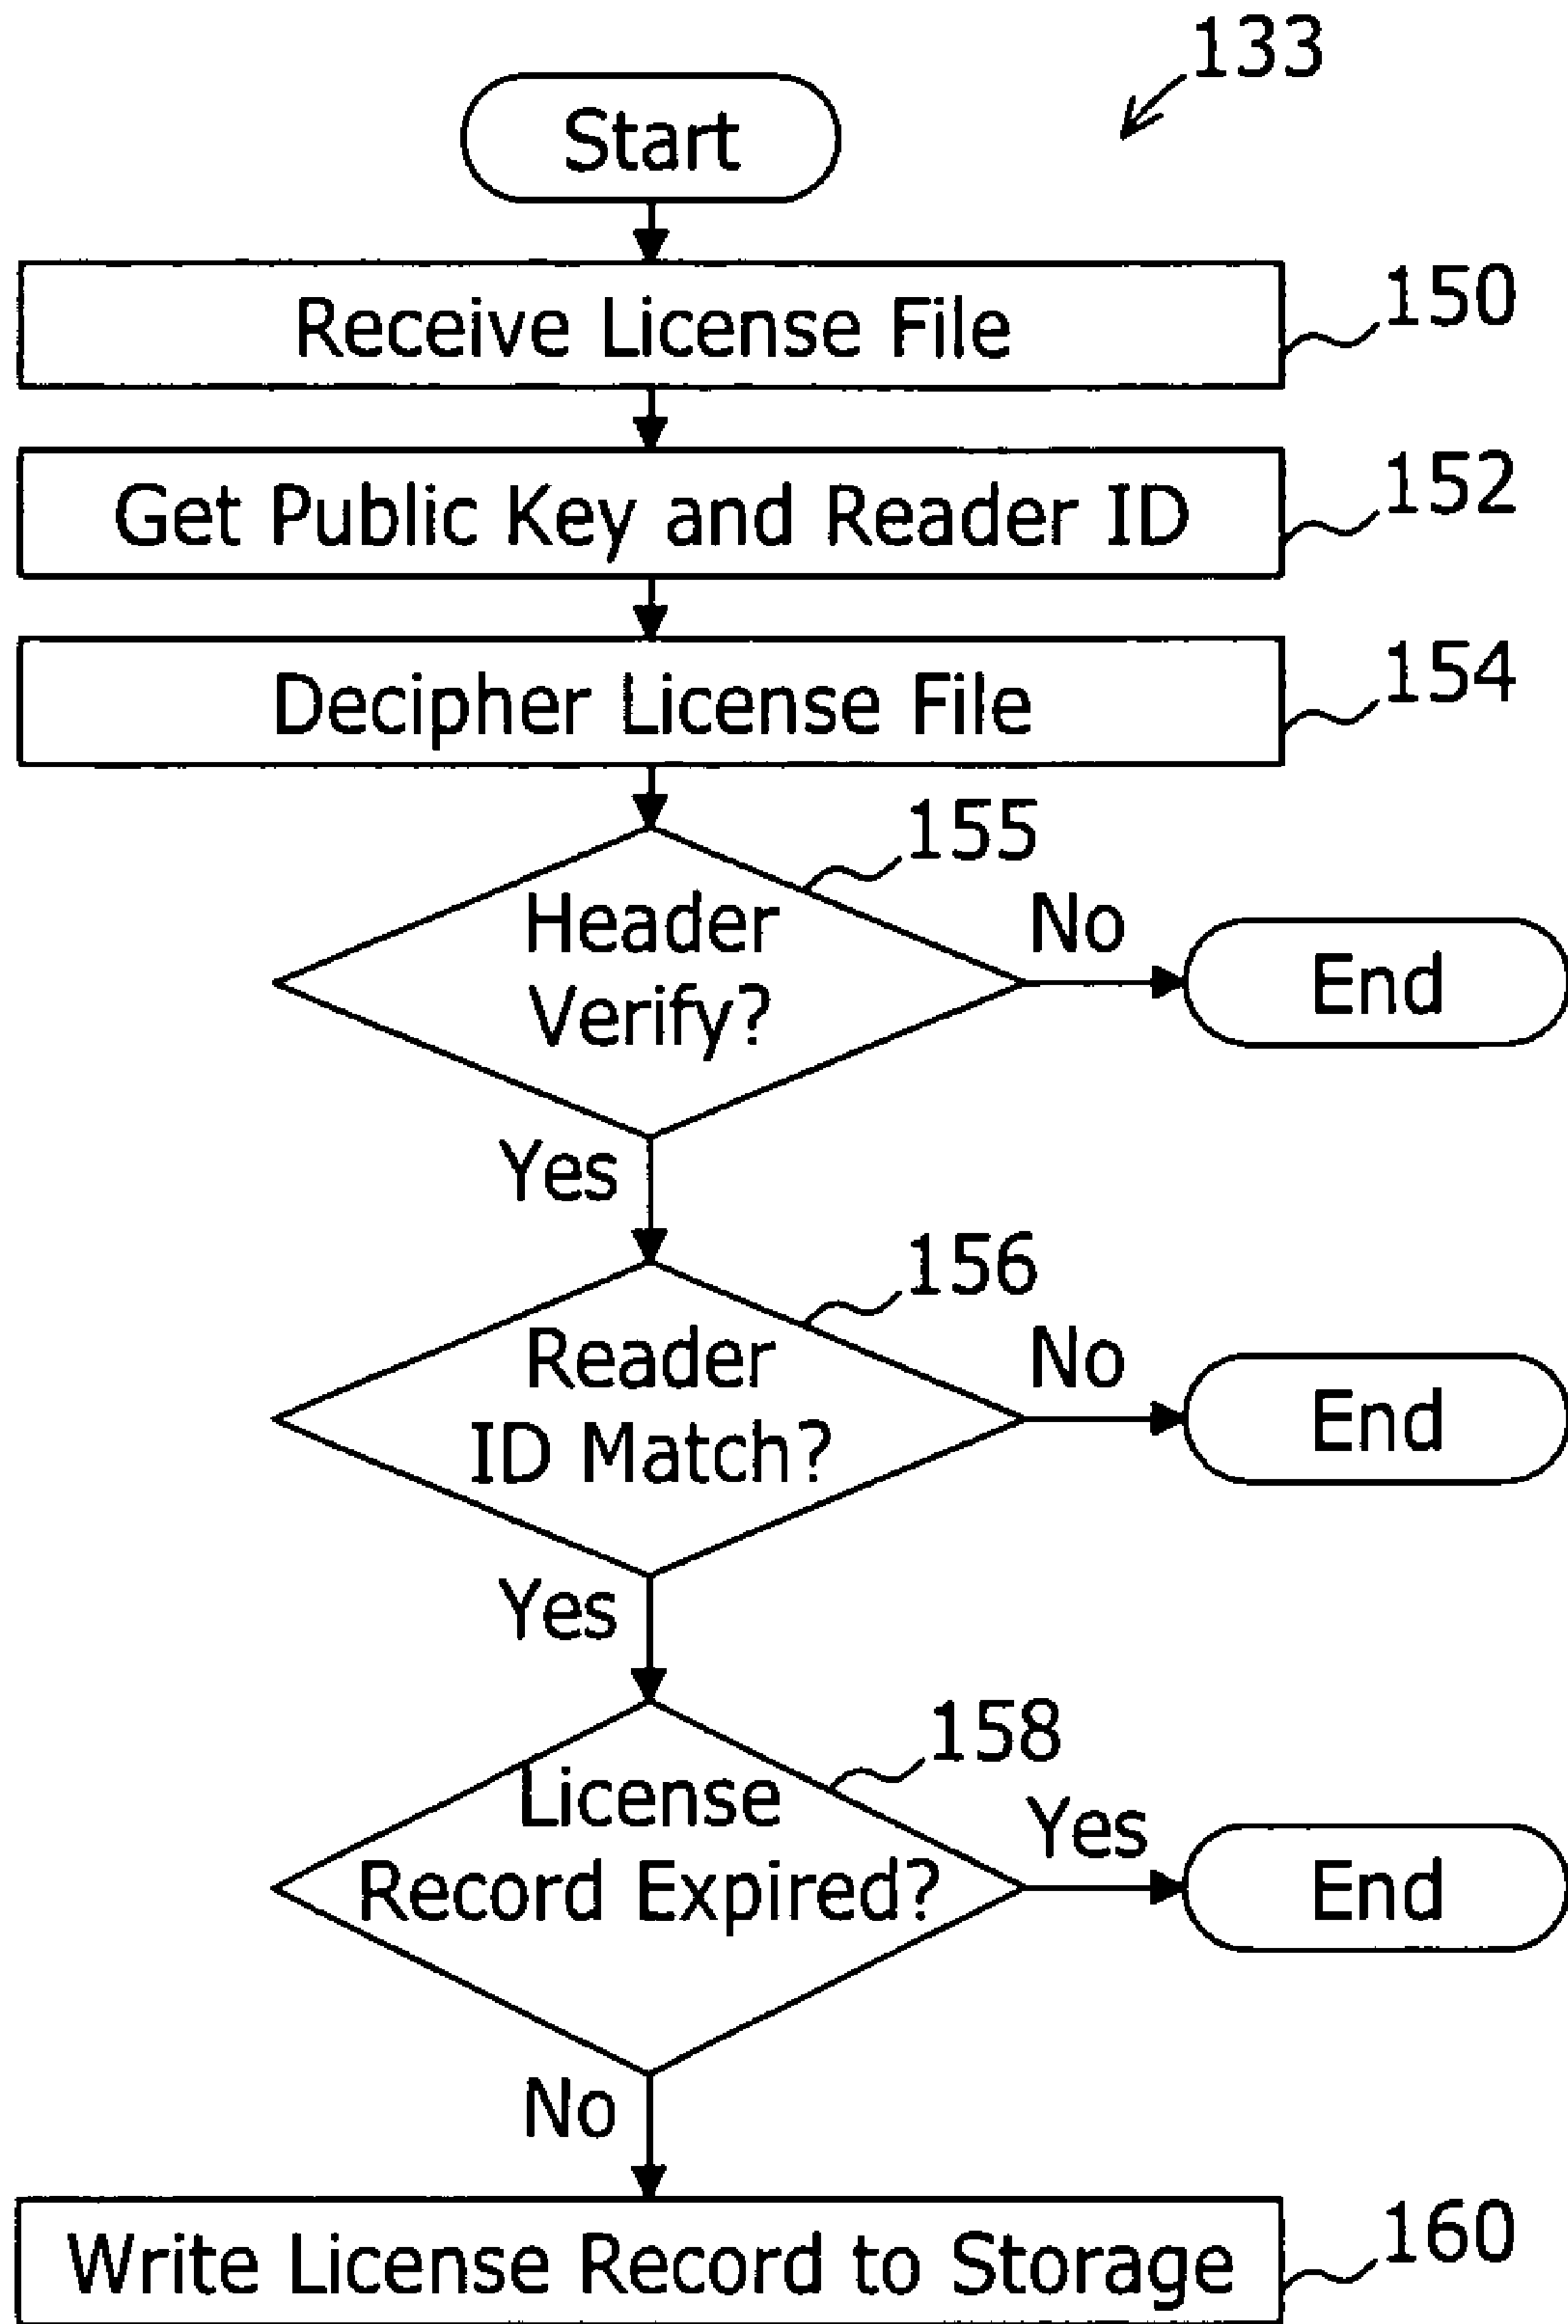 133
Start
Receive License File
150
Get Public Key and Reader ID
152
Decipher License File
154
155
Header
Verify?
No
End
Yes
156
Reader
ID Match?
No
End
Yes
158
License
Record Expired?
Yes
End
No
Write License Record to Storage
160